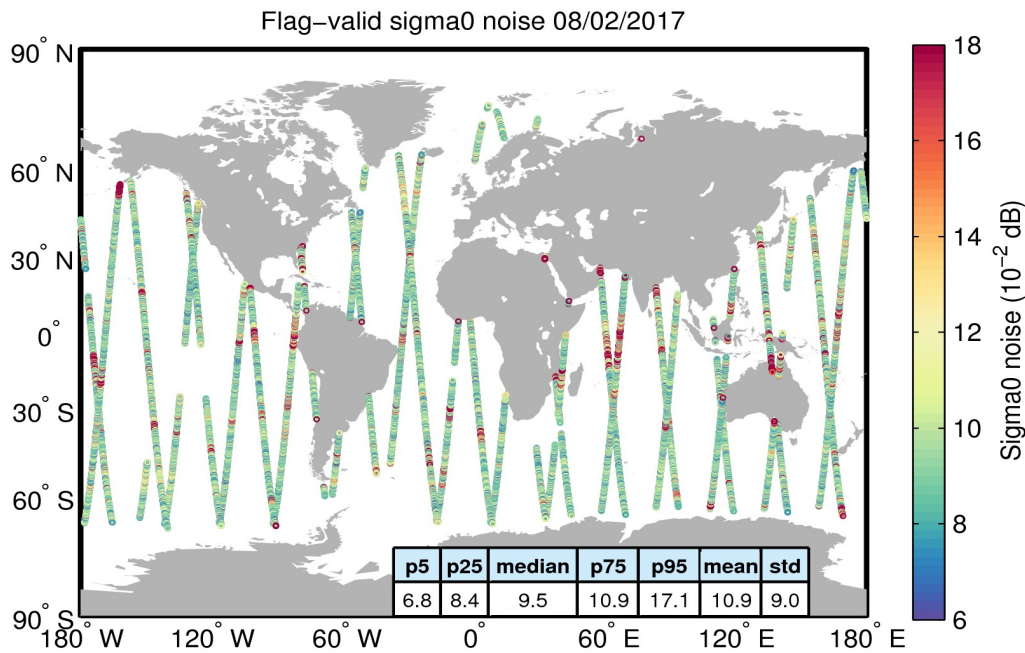 Flag−valid sigma0 noise 08/02/2017
90° N
60° N
30° N
0°
30° S
60° S
90° S
180° W
120° W
60° W
0°
60° E
120° E
180° E
p5 p25 median p75 p95 mean std
6.8 8.4 9.5 10.9 17.1 10.9 9.0
18
16
14
12
10
8
6
Sigma0 noise (10⁻² dB)